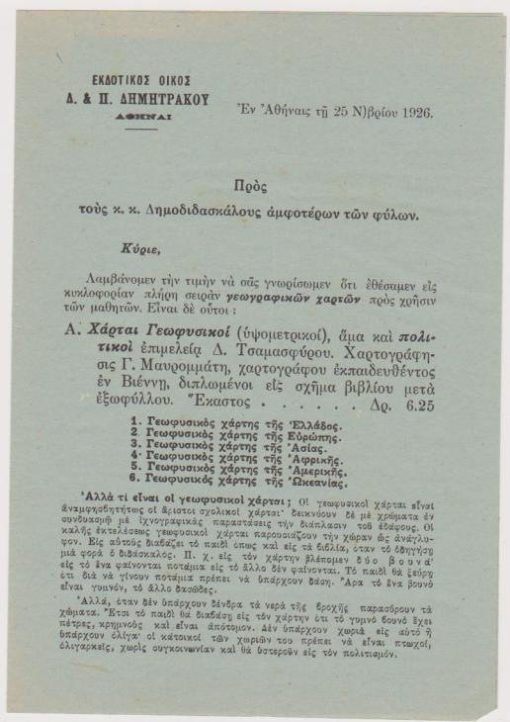 ΕΚΔΟΤΙΚΟΣ ΟΙΚΟΣ
Δ. & Π. ΔΗΜΗΤΡΑΚΟΥ
ΑΘΗΝΑΙ
Ἐν Ἀθήναις τῇ 25 Ν)βρίου 1926.
Πρὸς
τοὺς κ. κ. Δημοδιδασκάλους ἀμφοτέρων τῶν φύλων.
Κύριε,
Λαμβάνομεν τὴν τιμὴν νὰ σᾶς γνωρίσωμεν ὅτι ἐθέσαμεν εἰς
κυκλοφορίαν πλήρη σειρὰν γεωγραφικῶν χαρτῶν πρὸς χρῆσιν
τῶν μαθητῶν. Εἶναι δὲ οὗτοι :
Α. Χάρται Γεωφυσικοί (ὑψομετρικοί), ἅμα καὶ πολι-
τικοὶ ἐπιμελείᾳ Δ. Τσαμασφύρου. Χαρτογράφη-
σις Γ. Μαυρομμάτη, χαρτογράφου ἐκπαιδευθέντος
ἐν Βιέννῃ, διπλωμένοι εἰς σχῆμα βιβλίου μετὰ
ἐξωφύλλου. Ἕκαστος . . . . . . Δρ. 6.25
1. Γεωφυσικὸς χάρτης τῆς Ἑλλάδος.
2 Γεωφυσικὸς χάρτης τῆς Εὐρώπης.
3. Γεωφυσικὸς χάρτης τῆς Ἀσίας.
4· Γεωφυσικὸς χάρτης τῆς Ἀφρικῆς.
5. Γεωφυσικὸς χάρτης τῆς Ἀμερικῆς.
6. Γεωφυσικὸς χάρτης τῆς Ὠκεανίας.
Ἀλλὰ τί εἶναι οἱ γεωφυσικοὶ χάρται ; Οἱ γεωφυσικοὶ χάρται εἶναι
ἀναμφησβητήτως οἱ ἄριστοι σχολικοὶ χάρται· δεικνύουν δὲ μὲ χρώματα ἐν
συνδυασμῷ μὲ ἰχνογραφικὰς παραστάσεις τὴν διάπλασιν τοῦ ἐδάφους. Οἱ
καλῆς ἐκτελέσεως γεωφυσικοὶ χάρται παρουσιάζουν τὴν χώραν ὡς ἀνάγλυ-
φον. Εἰς αὐτοὺς διαβάζει τὸ παιδὶ ὅπως καὶ εἰς τὰ βιβλία, ὅταν τὸ ὁδηγήσῃ
μιὰ φορὰ ὁ διδάσκαλος. Π. χ. εἰς τὸν χάρτην βλέπομεν δύο βουνά·
εἰς τὸ ἕνα φαίνονται ποτάμια εἰς τὸ ἄλλο δὲν φαίνονται. Τὸ παιδὶ θὰ ξεύρῃ
ὅτι διὰ νὰ γίνουν ποτάμια πρέπει νὰ ὑπάρχουν δάση. Ἄρα τὸ ἕνα βουνὸ
εἶναι γυμνόν, τὸ ἄλλο δασῶδες.
Ἀλλά, ὅταν δὲν ὑπάρχουν δένδρα τὰ νερὰ τῆς βροχῆς παρασύρουν τὰ
χώματα. Ἔτσι τὸ παιδὶ θὰ διαβάσῃ εἰς τὸν χάρτην ὅτι τὸ γυμνὸ βουνὸ ἔχει
πέτρες, κρημνοὺς καὶ εἶναι ἀπότομον. Δὲν ὑπάρχουν χωριὰ εἰς αὐτὸ ἢ
ὑπάρχουν ὀλίγα· οἱ κάτοικοί τῶν χωριῶν του πρέπει νὰ εἶναι πτωχοί,
ὀλιγαρκεῖς, χωρὶς συγκοινωνίαν καὶ θὰ ὑστεροῦν εἰς τὸν πολιτισμόν.